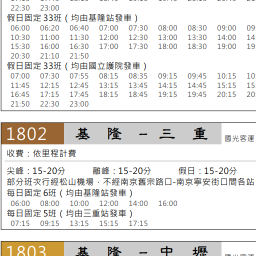 22:30 23:00
假日固定33班（均由基隆站發車）
06:00 06:20 06:40 07:00 07:30 08:00 08:30 09:00 09
10:30 11:00 11:30 12:00 12:30 13:00 13:30 14:00 14
15:30 16:00 16:30 17:00 17:30 18:00 18:30 19:00 19
20:30 21:10 21:50
假日固定33班（均由國立護院發車）
07:00 07:30 07:55 08:15 08:35 09:15 09:45 10:15 10
11:45 12:15 12:45 13:15 13:45 14:15 14:45 15:15 15
16:45 17:15 17:45 18:15 18:45 19:15 19:45 20:15 20
21:50 22:30 23:00
1802 基隆－三重 國光客運
收費：依里程計費
尖峰：15-20分 離峰：15-20分 假日：15-20分
部分班次行經松山機場，不經南京舊宗路口-南京寧安街口間各站
每日固定6班（均由基隆站發車）
06:00 08:00 10:00 12:00 14:00 16:00
每日固定5班（均由三重站發車）
07:15 09:15 13:15 15:15 17:15
1803 基隆－中壢